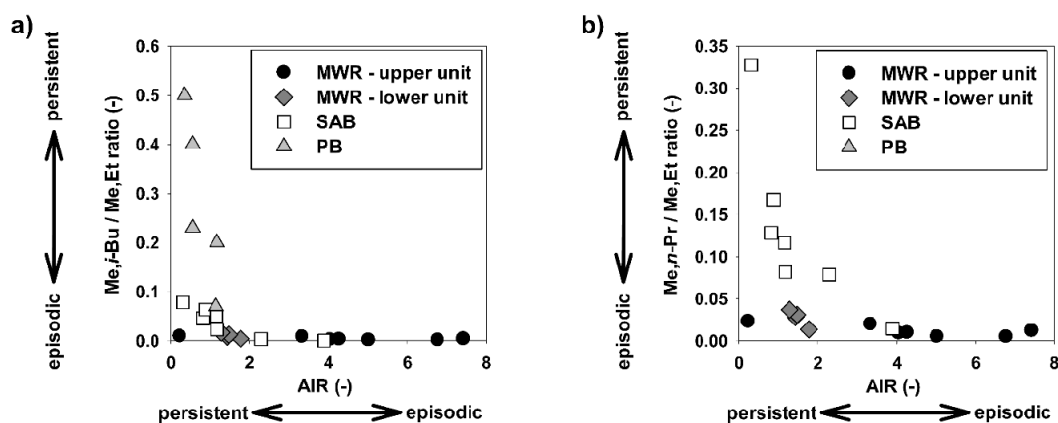 a)
persistent
episodic
Me,i-Bu / Me,Et ratio (-)
0.6
0.5
0.4
0.3
0.2
0.1
0.0
MWR - upper unit
MWR - lower unit
SAB
PB
0 2 4 6 8
AIR (-)
persistent episodic
b)
persistent
episodic
Me,n-Pr / Me,Et ratio (-)
0.35
0.30
0.25
0.20
0.15
0.10
0.05
0.00
MWR - upper unit
MWR - lower unit
SAB
PB
0 2 4 6 8
AIR (-)
persistent episodic